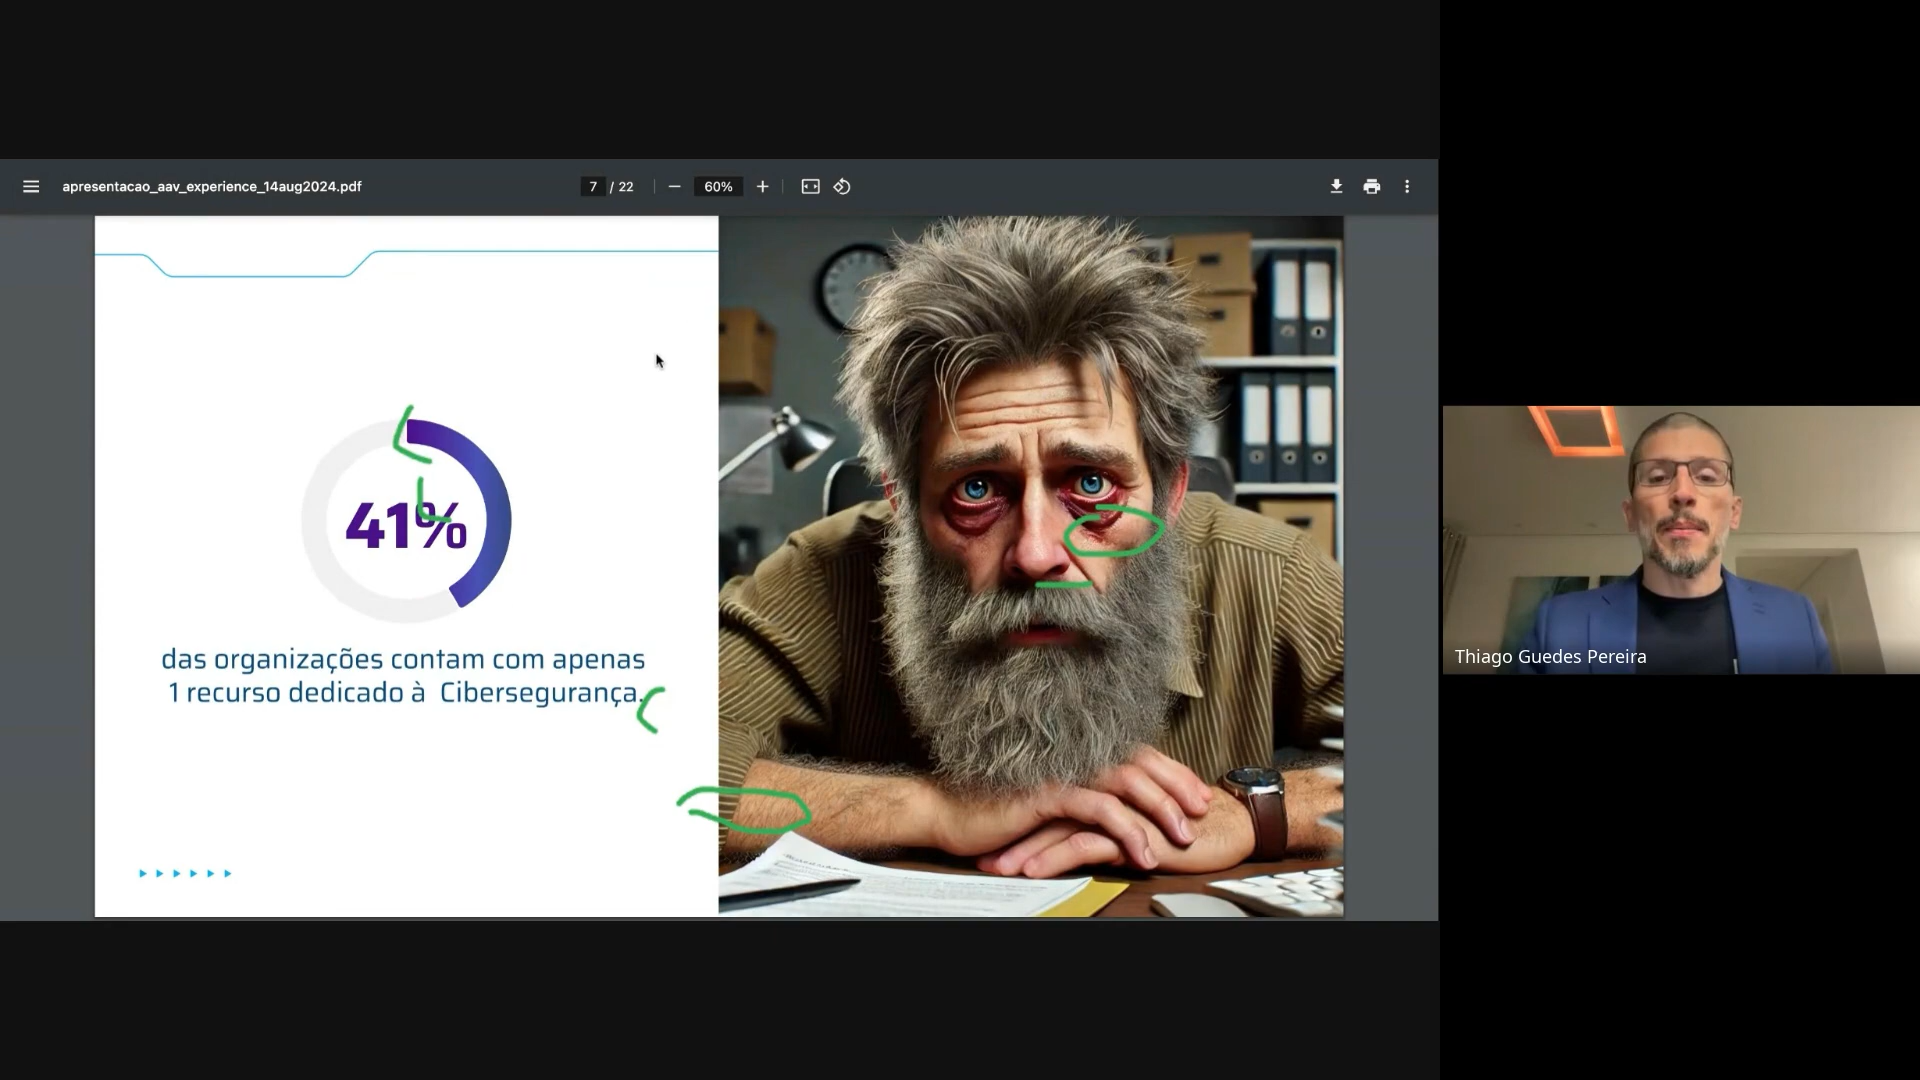 apresentacao_aav_experience_14aug2024.pdf
7 / 22
60%
41%
das organizações contam com apenas
1 recurso dedicado à Cibersegurança.
Thiago Guedes Pereira